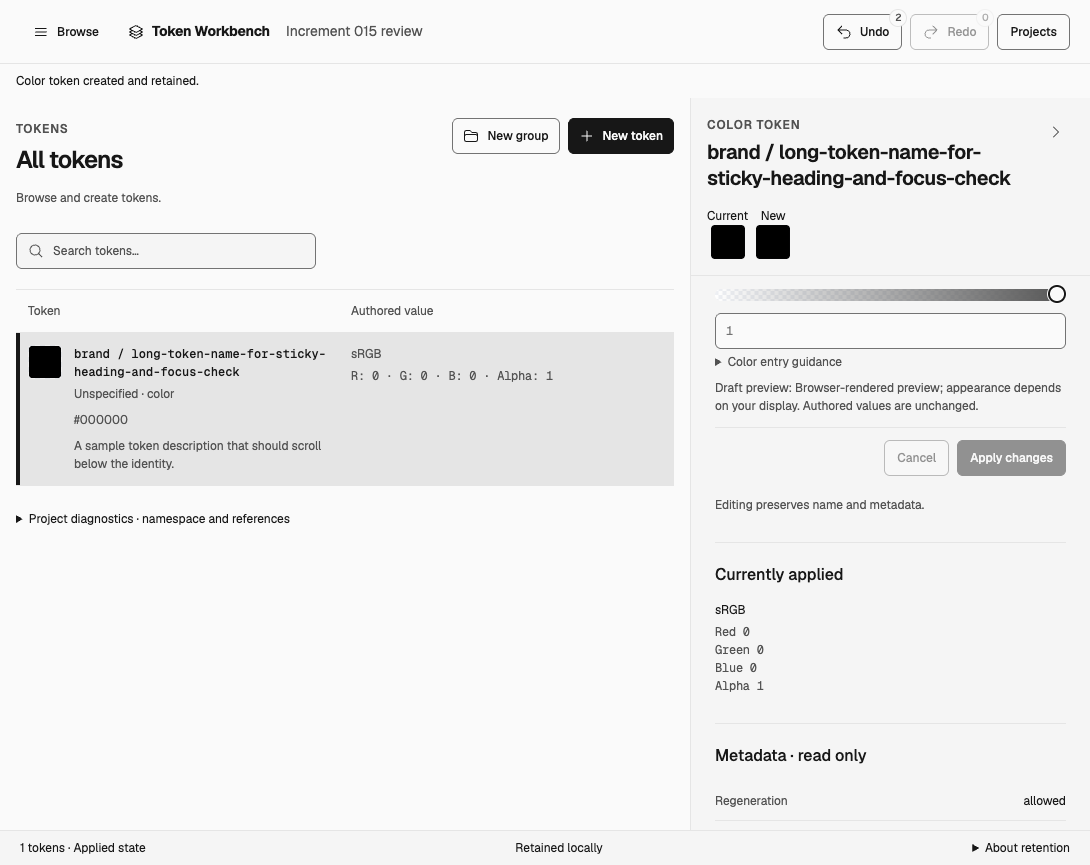 Browse
Token Workbench
Increment 015 review
Undo
2
Redo
0
Projects
Color token created and retained.
TOKENS
All tokens
New group
New token
Browse and create tokens.
Search tokens…
Token
Authored value
brand / long-token-name-for-sticky-
heading-and-focus-check
Unspecified · color
#000000
A sample token description that should scroll
below the identity.
sRGB
R: 0 · G: 0 · B: 0 · Alpha: 1
Project diagnostics · namespace and references
COLOR TOKEN
brand / long-token-name-for-
sticky-heading-and-focus-check
Current
New
1
Color entry guidance
Draft preview: Browser-rendered preview; appearance depends
on your display. Authored values are unchanged.
Cancel
Apply changes
Editing preserves name and metadata.
Currently applied
sRGB
Red 0
Green 0
Blue 0
Alpha 1
Metadata · read only
Regeneration
allowed
1 tokens · Applied state
Retained locally
About retention